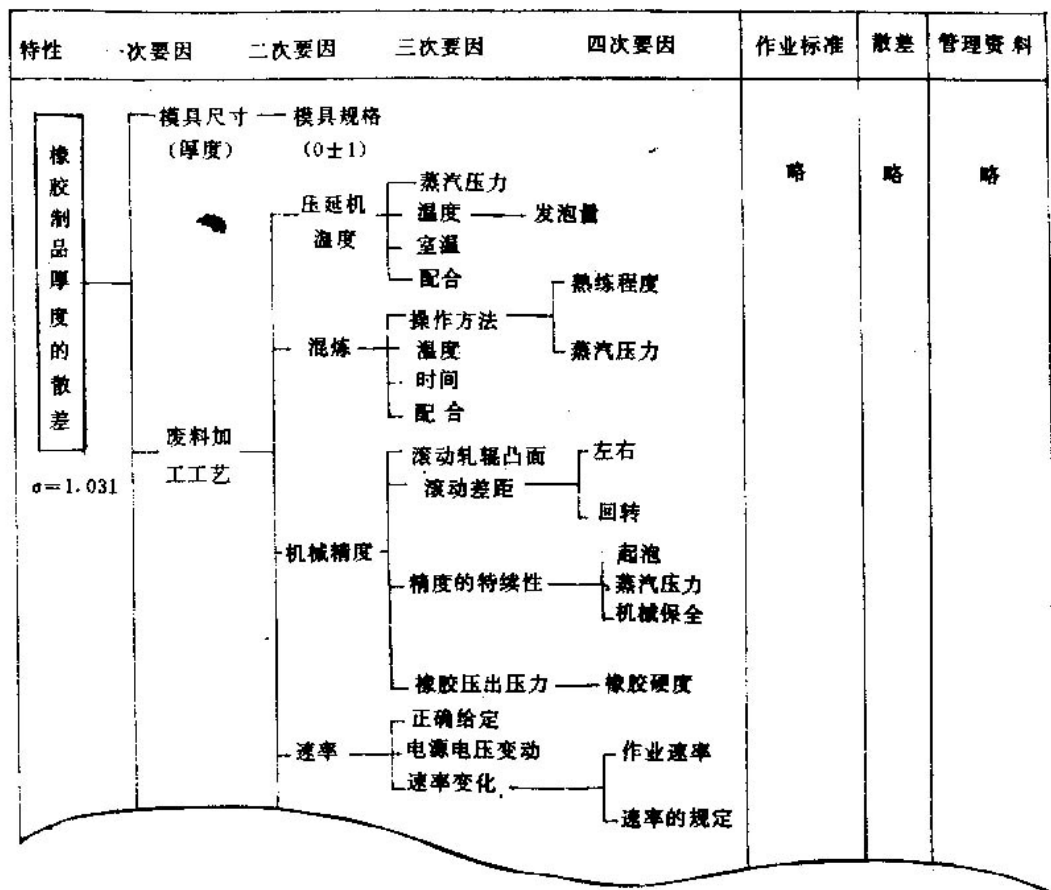 特性 一次要因 二次要因 三次要因 四次要因 作业标准 散差 管理资料
模具尺寸 模具规格
(厚度) (0±1)
橡胶制品厚度的散差
略 略 略
蒸汽压力
压延机 温度 发泡量
温度
室温
配合 熟练程度
操作方法
混炼 温度 蒸汽压力
时间
配合
废料加 滚动轧辊凸面 左右
工工艺 滚动差距
σ=1.031
回转
机械精度 起泡
精度的特续性 蒸汽压力
机械保全
橡胶压出压力 橡胶硬度
正确给定
速率 电源电压变动 作业速率
速率变化
速率的规定